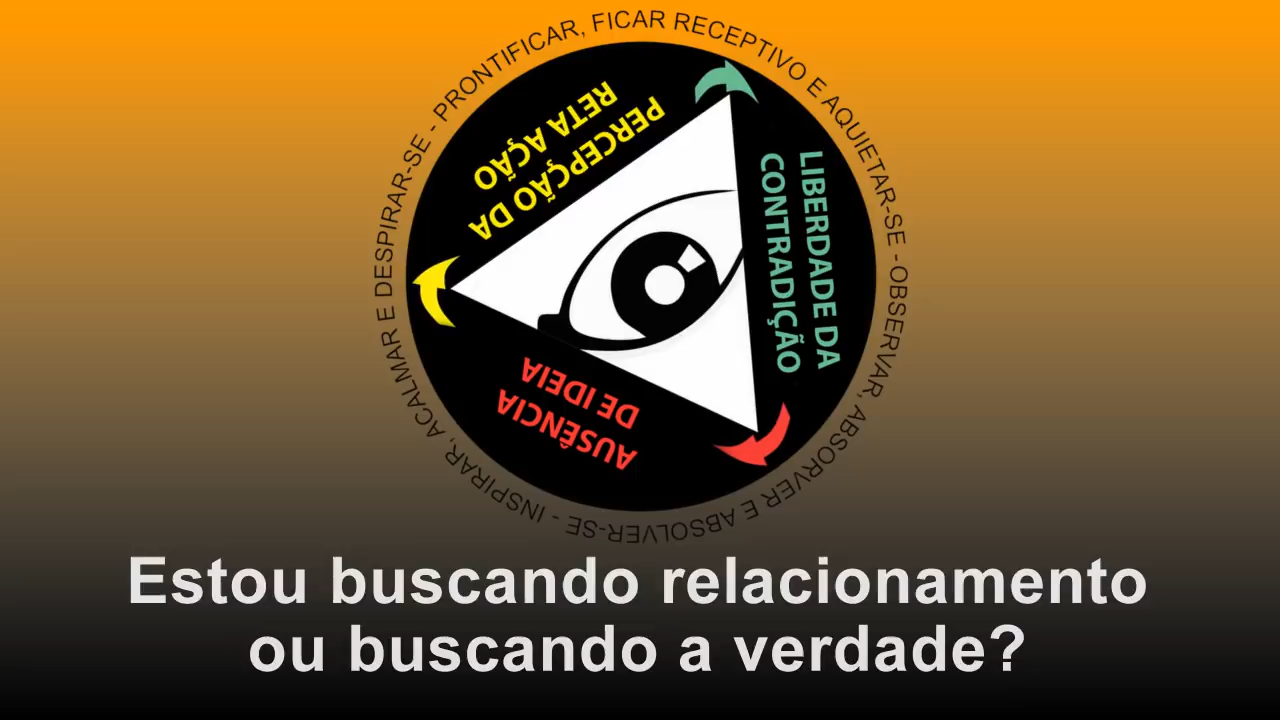 INSPIRAR, ACALMAR E DESPIRAR-SE - PRONTIFICAR, FICAR RECEPTIVO E AQUIETAR-SE - OBSERVAR, ABSORVER E ABSOLVER-SE -
PERCEPÇÃO DA
RETA AÇÃO
LIBERDADE DA
CONTRADIÇÃO
AUSÊNCIA
DE IDEIA
Estou buscando relacionamento
ou buscando a verdade?